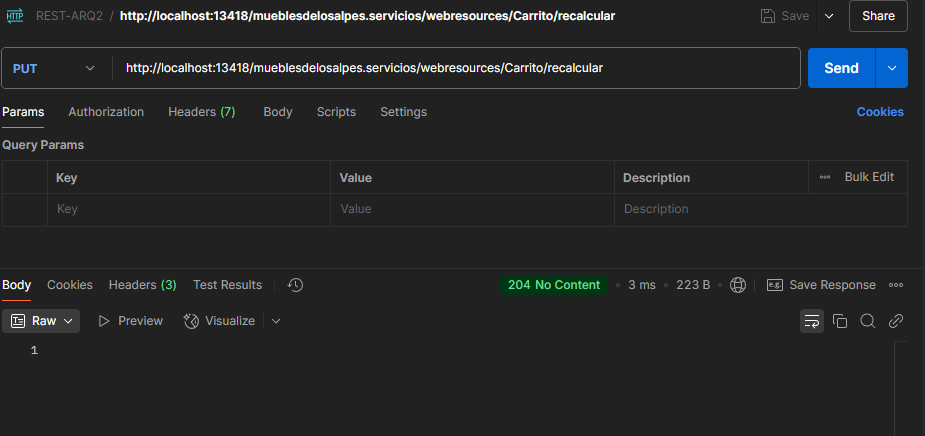 HTTP REST-ARQ2 / http://localhost:13418/mueblesdelosalpes.servicios/webresources/Carrito/recalcular Save Share
PUT http://localhost:13418/mueblesdelosalpes.servicios/webresources/Carrito/recalcular Send
Params Authorization Headers (7) Body Scripts Settings Cookies
Query Params
Key Value Description Bulk Edit
Key Value Description
Body Cookies Headers (3) Test Results 204 No Content • 3 ms • 223 B • e.g. Save Response
Raw Preview Visualize
1